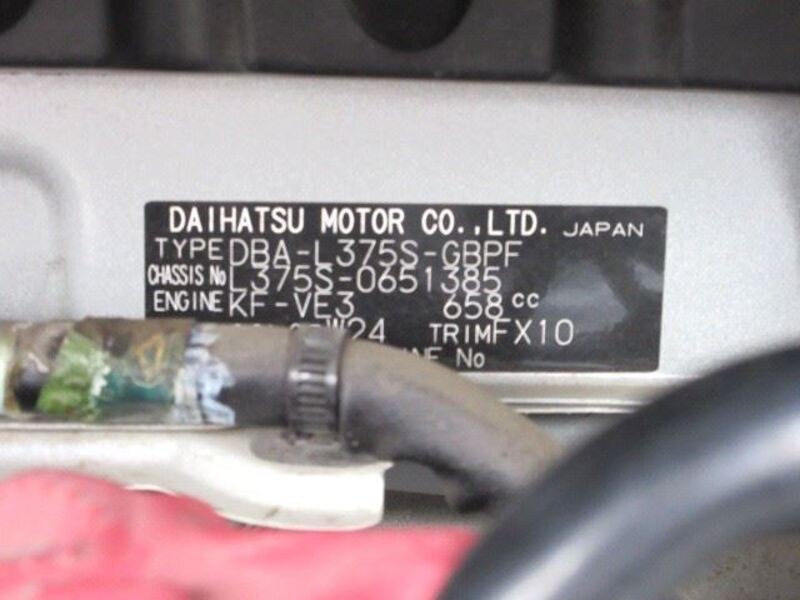 DAIHATSU MOTOR CO.,LTD. JAPAN
TYPE DBA-L375S-GBPF
CHASSIS No L375S-0651385
ENGINE KF-VE3 658 cc
W24 TRIM FX10
No